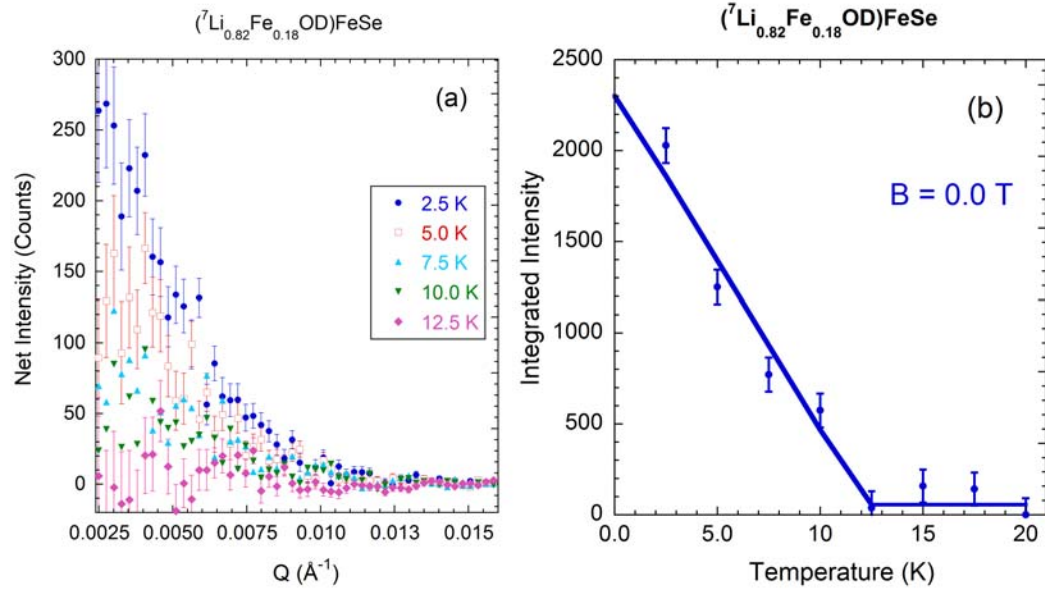 (⁷Li₀.₈₂Fe₀.₁₈OD)FeSe
(a)
Net Intensity (Counts)
300
250
200
150
100
50
0
2.5 K
5.0 K
7.5 K
10.0 K
12.5 K
0.0025
0.0050
0.0075
0.010
0.013
0.015
Q (Å⁻¹)
(⁷Li₀.₈₂Fe₀.₁₈OD)FeSe
(b)
B = 0.0 T
Integrated Intensity
2500
2000
1500
1000
500
0
0.0
5.0
10
15
20
Temperature (K)